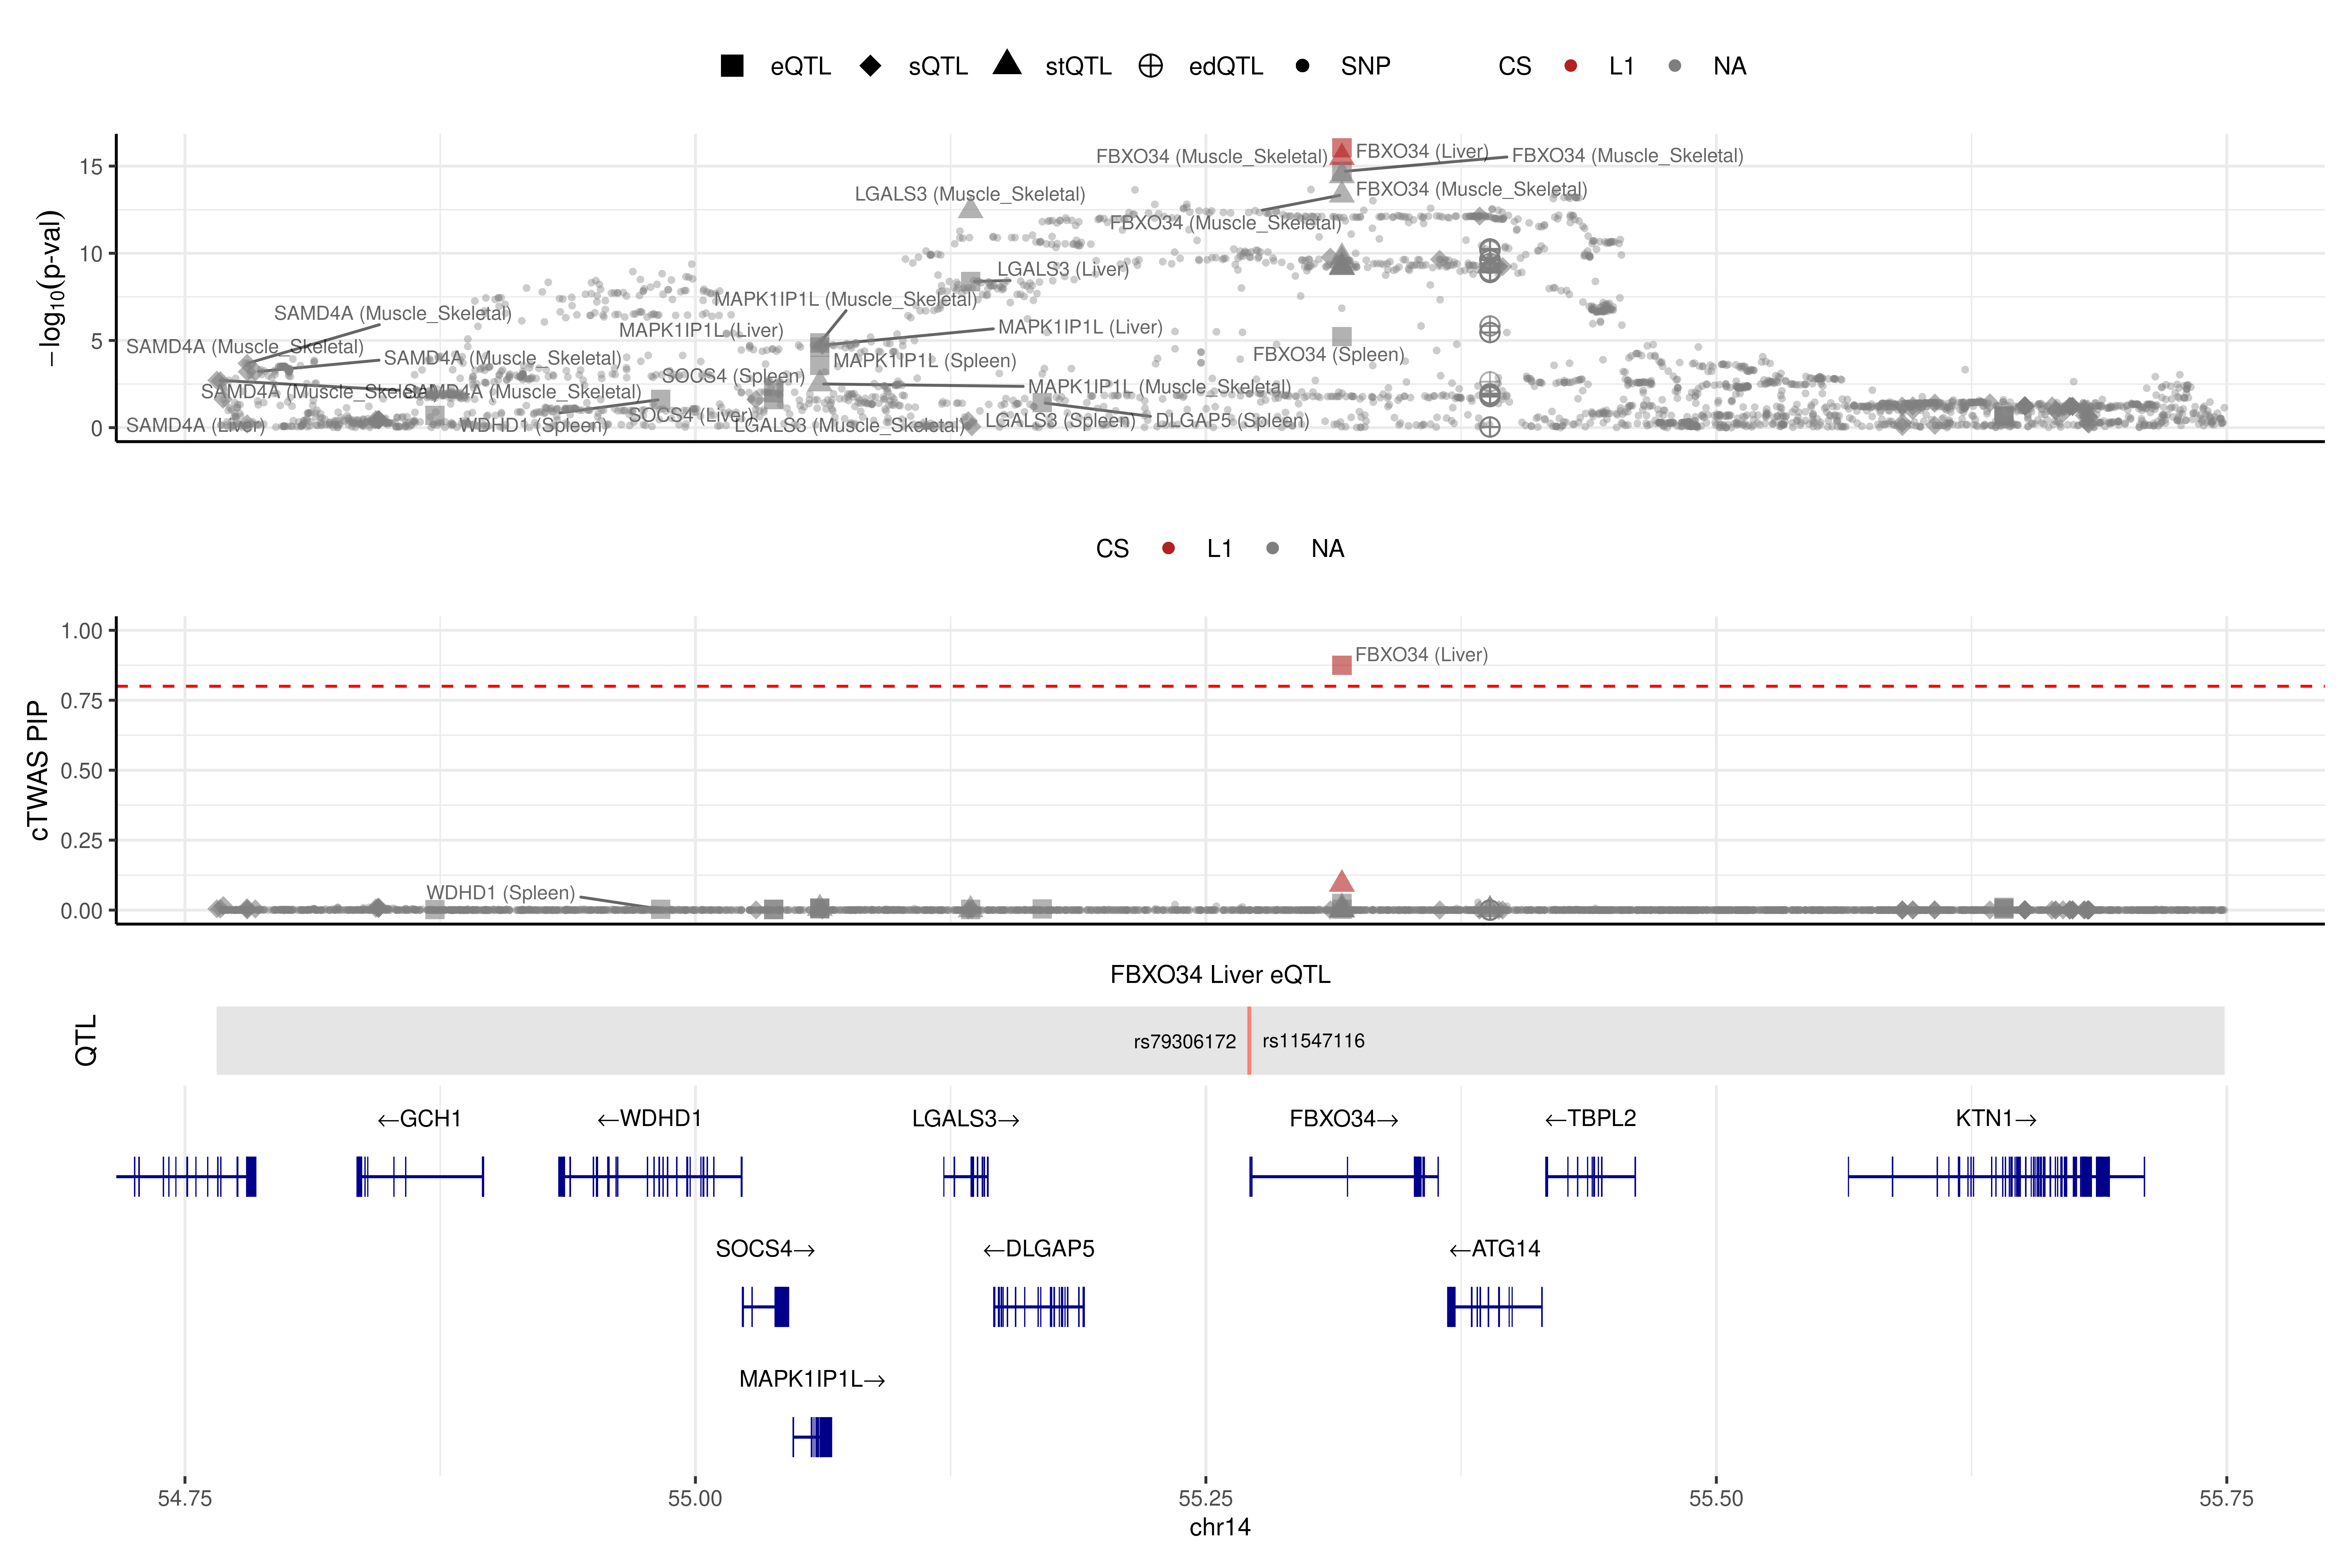 eQTL sQTL stQTL edQTL SNP CS L1 NA
−log10(p-val)
15
10
5
0
FBXO34 (Muscle_Skeletal)
FBXO34 (Liver)
FBXO34 (Muscle_Skeletal)
LGALS3 (Muscle_Skeletal)
FBXO34 (Muscle_Skeletal)
FBXO34 (Muscle_Skeletal)
LGALS3 (Liver)
MAPK1IP1L (Muscle_Skeletal)
SAMD4A (Muscle_Skeletal)
MAPK1IP1L (Liver)
MAPK1IP1L (Liver)
SAMD4A (Muscle_Skeletal)
SAMD4A (Muscle_Skeletal)
MAPK1IP1L (Spleen)
FBXO34 (Spleen)
SOCS4 (Spleen)
SAMD4A (Muscle_Skeletal)
SAMD4A (Muscle_Skeletal)
MAPK1IP1L (Muscle_Skeletal)
SOCS4 (Liver)
SAMD4A (Liver)
WDHD1 (Spleen)
LGALS3 (Muscle_Skeletal)
LGALS3 (Spleen)
DLGAP5 (Spleen)
CS L1 NA
cTWAS PIP
1.00
0.75
0.50
0.25
0.00
FBXO34 (Liver)
WDHD1 (Spleen)
FBXO34 Liver eQTL
QTL
rs79306172 rs11547116
←GCH1 ←WDHD1 LGALS3→ FBXO34→ ←TBPL2 KTN1→
SOCS4→ ←DLGAP5 ←ATG14
MAPK1IP1L→
54.75 55.00 55.25 55.50 55.75
chr14